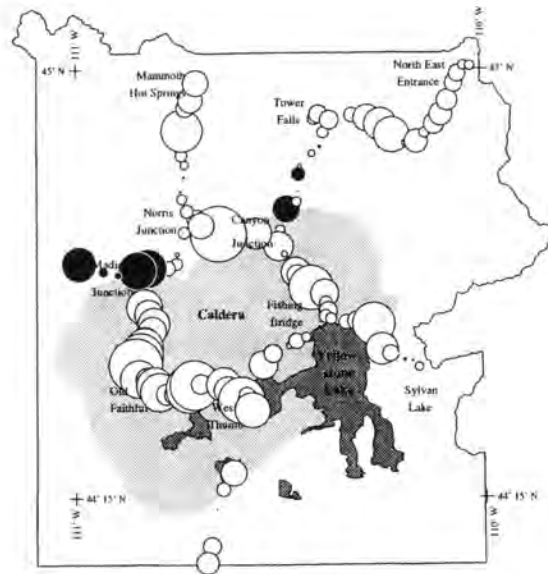 111° W
110° W
45° N
45° N
Mammoth
Hot Springs
North East
Entrance
Tower
Falls
Norris
Junction
Canyon
Junction
Madi
Junction
Caldera
Fishing
Bridge
Yellow
stone
Lake
Old
Faithful
West
Thumb
Sylvan
Lake
44° 15' N
44° 15' N
111° W
110° W